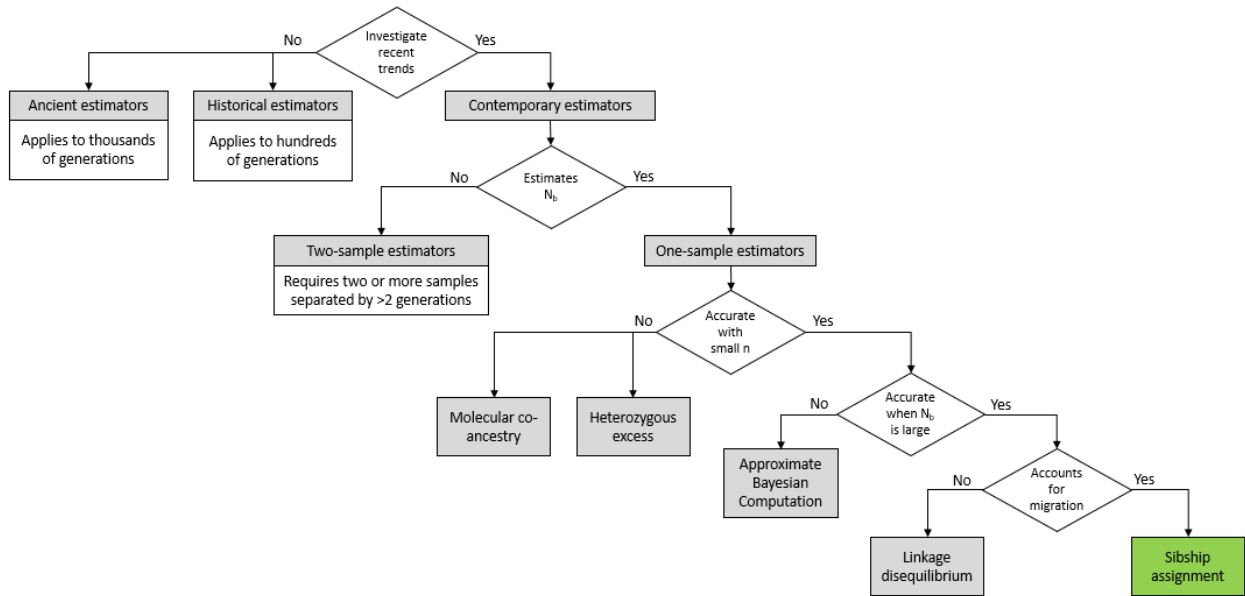 No
Investigate
recent
trends
Yes
Ancient estimators
Applies to thousands
of generations
Historical estimators
Applies to hundreds
of generations
Contemporary estimators
No
Estimates
N_b
Yes
Two-sample estimators
Requires two or more samples
separated by >2 generations
One-sample estimators
No
Accurate
with
small n
Yes
Molecular co-
ancestry
Heterozygous
excess
No
Accurate
when N_b
is large
Yes
Approximate
Bayesian
Computation
No
Accounts
for
migration
Yes
Linkage
disequilibrium
Sibship
assignment